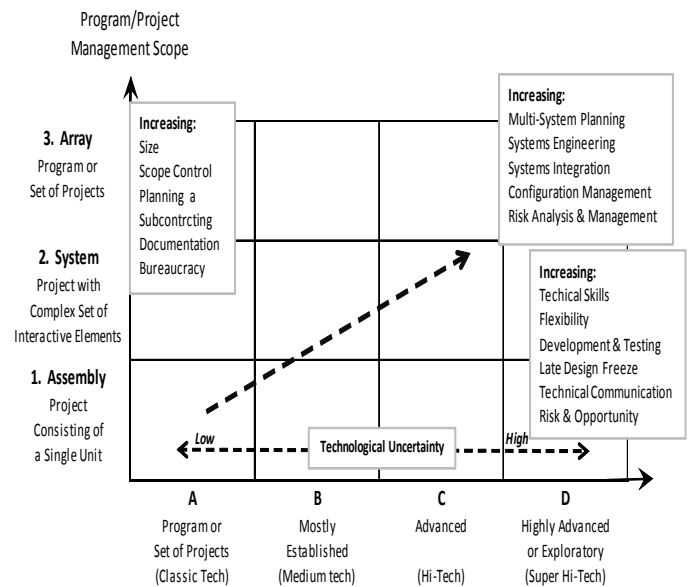 Program/Project
Management Scope
3. Array
Program or
Set of Projects
2. System
Project with
Complex Set of
Interactive Elements
1. Assembly
Project
Consisting of
a Single Unit
Increasing:
Size
Scope Control
Planning a
Subcontrcting
Documentation
Bureaucracy
Increasing:
Multi-System Planning
Systems Engineering
Systems Integration
Configuration Management
Risk Analysis & Management
Increasing:
Techical Skills
Flexibility
Development & Testing
Late Design Freeze
Technical Communication
Risk & Opportunity
Low
Technological Uncertainty
High
A
Program or
Set of Projects
(Classic Tech)
B
Mostly
Established
(Medium tech)
C
Advanced
(Hi-Tech)
D
Highly Advanced
or Exploratory
(Super Hi-Tech)